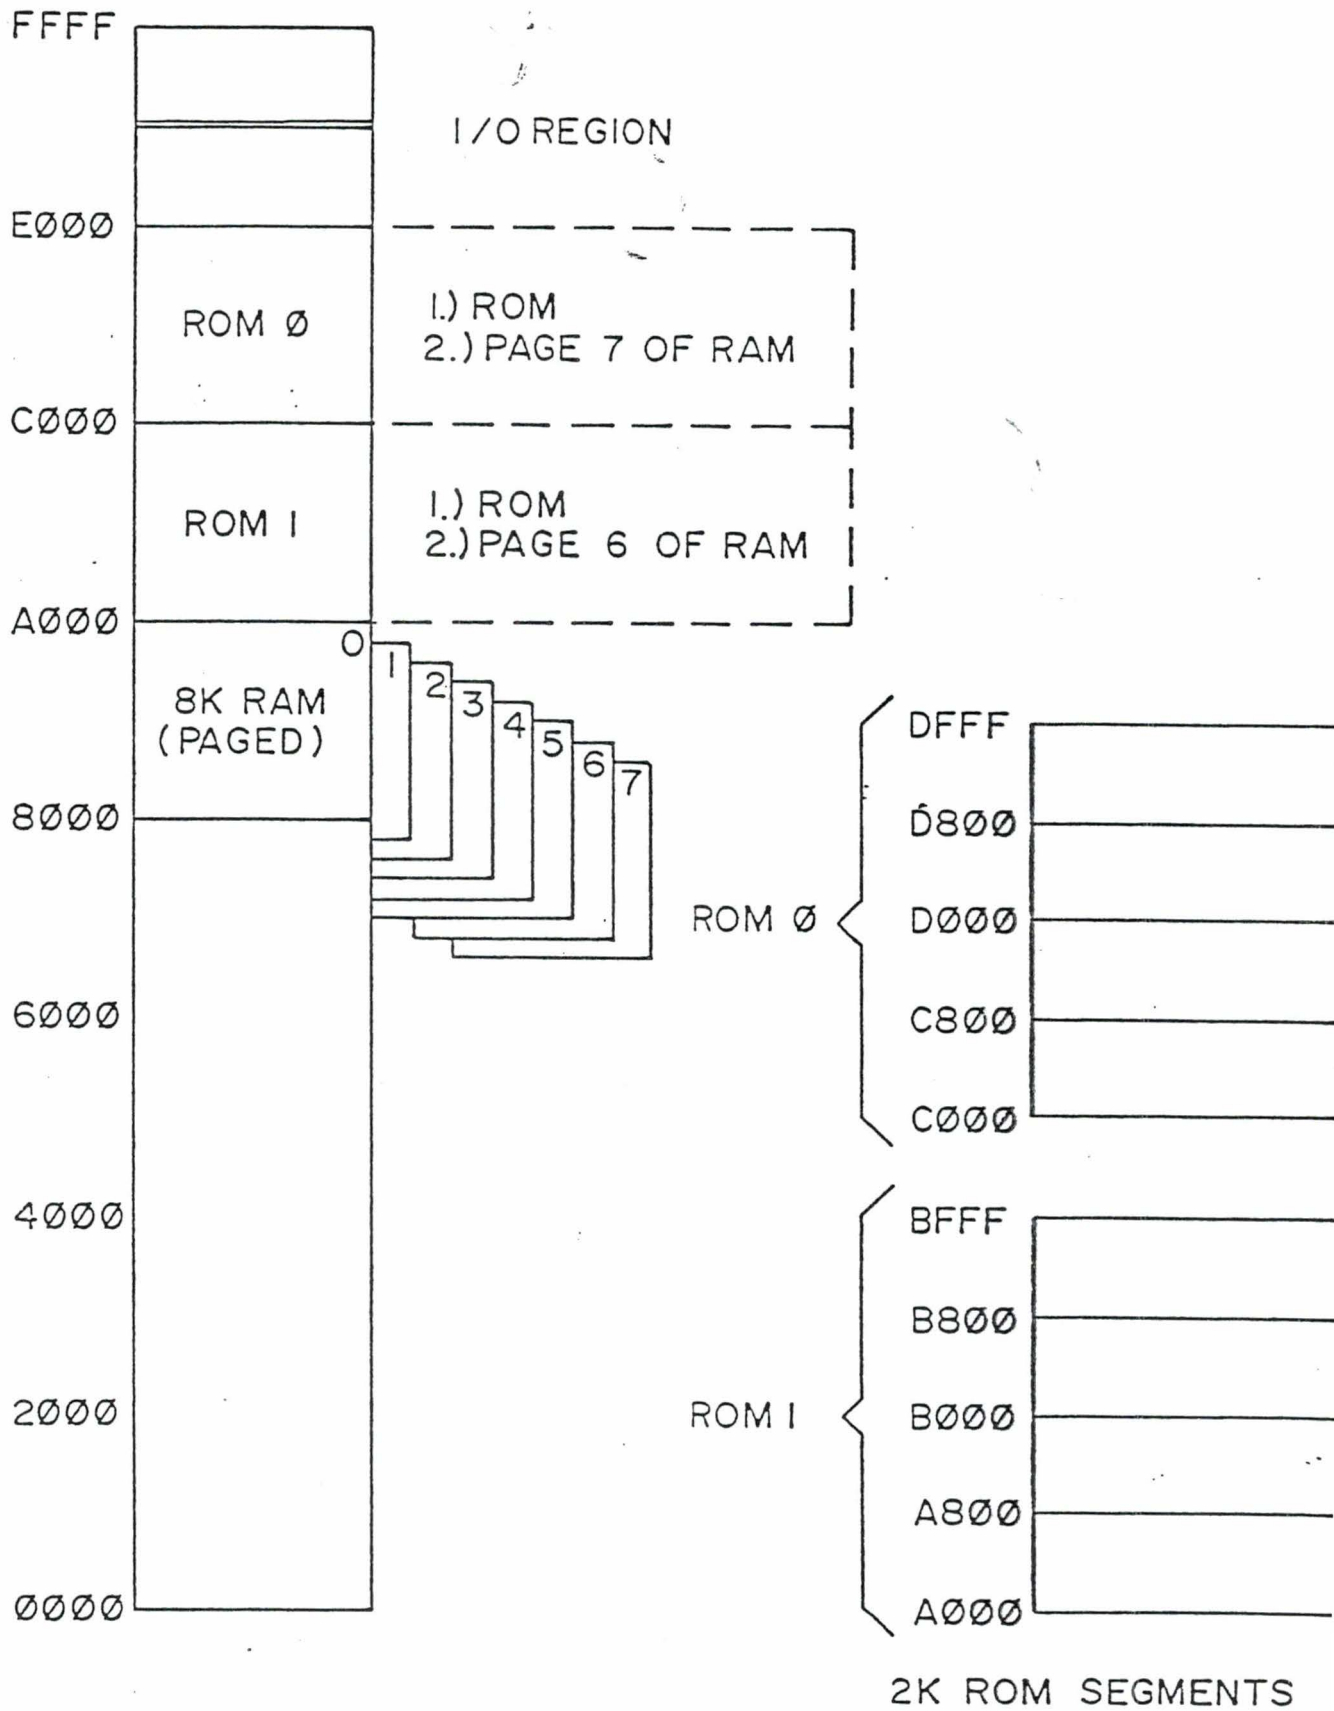 FFFF
I/O REGION
EØØØ
ROM Ø
1.) ROM
2.) PAGE 7 OF RAM
CØØØ
ROM 1
1.) ROM
2.) PAGE 6 OF RAM
AØØØ
8K RAM
(PAGED)
0
1
2
3
4
5
6
7
8ØØØ
6ØØØ
4ØØØ
2ØØØ
ØØØØ
ROM Ø
DFFF
D8ØØ
DØØØ
C8ØØ
CØØØ
ROM 1
BFFF
B8ØØ
BØØØ
A8ØØ
AØØØ
2K ROM SEGMENTS